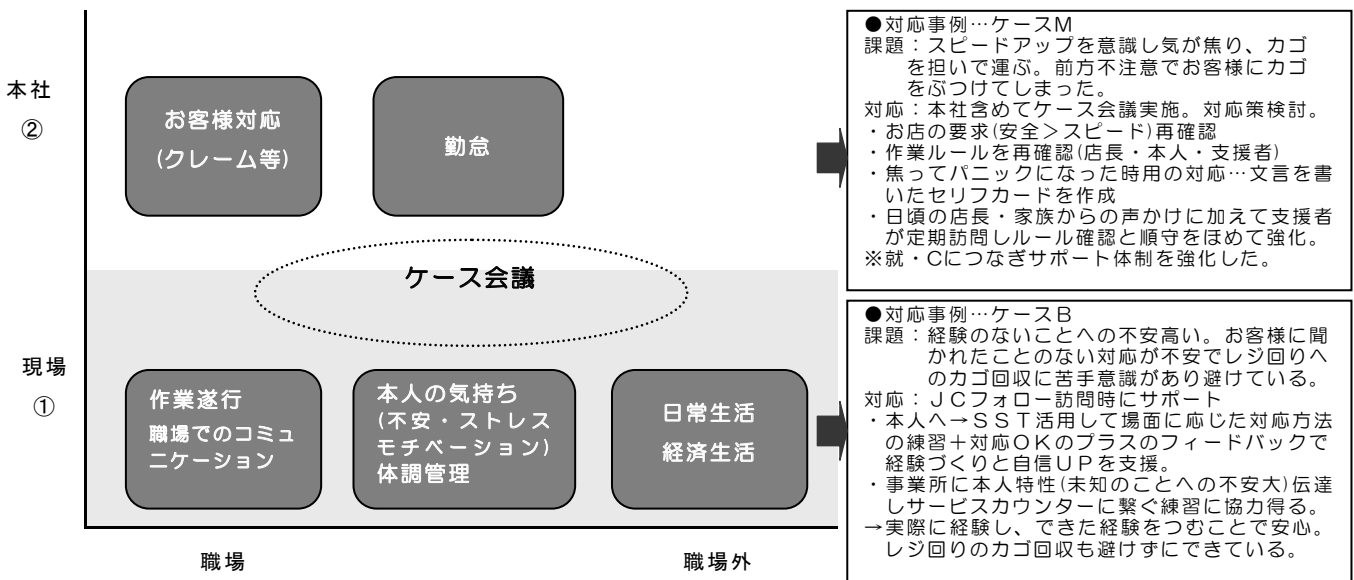 本社
②
お客様対応
(クレーム等)
勤怠
ケース会議
現場
①
作業遂行
職場でのコミュ
ニケーション
本人の気持ち
(不安・ストレス
モチベーション)
体調管理
日常生活
経済生活
職場
職場外
●対応事例…ケースM
課題：スピードアップを意識し気が焦り、カゴ
を担いで運ぶ。前方不注意でお客様にカゴ
をぶつけてしまった。
対応：本社含めてケース会議実施。対応策検討。
・お店の要求(安全＞スピード)再確認
・作業ルールを再確認(店長・本人・支援者)
・焦ってパニックになった時用の対応…文言を書
いたセリフカードを作成
・日頃の店長・家族からの声かけに加えて支援者
が定期訪問しルール確認と順守をほめて強化。
※就・Cにつなぎサポート体制を強化した。
●対応事例…ケースＢ
課題：経験のないことへの不安高い。お客様に聞
かれたことのない対応が不安でレジ回りへ
のカゴ回収に苦手意識があり避けている。
対応：ＪＣフォロー訪問時にサポート
・本人へ→ＳＳＴ活用して場面に応じた対応方法
の練習＋対応ＯＫのプラスのフィードバックで
経験づくりと自信ＵＰを支援。
・事業所に本人特性(未知のことへの不安大)伝達
しサービスカウンターに繋ぐ練習に協力得る。
→実際に経験し、できた経験をつむことで安心。
レジ回りのカゴ回収も避けずにできている。